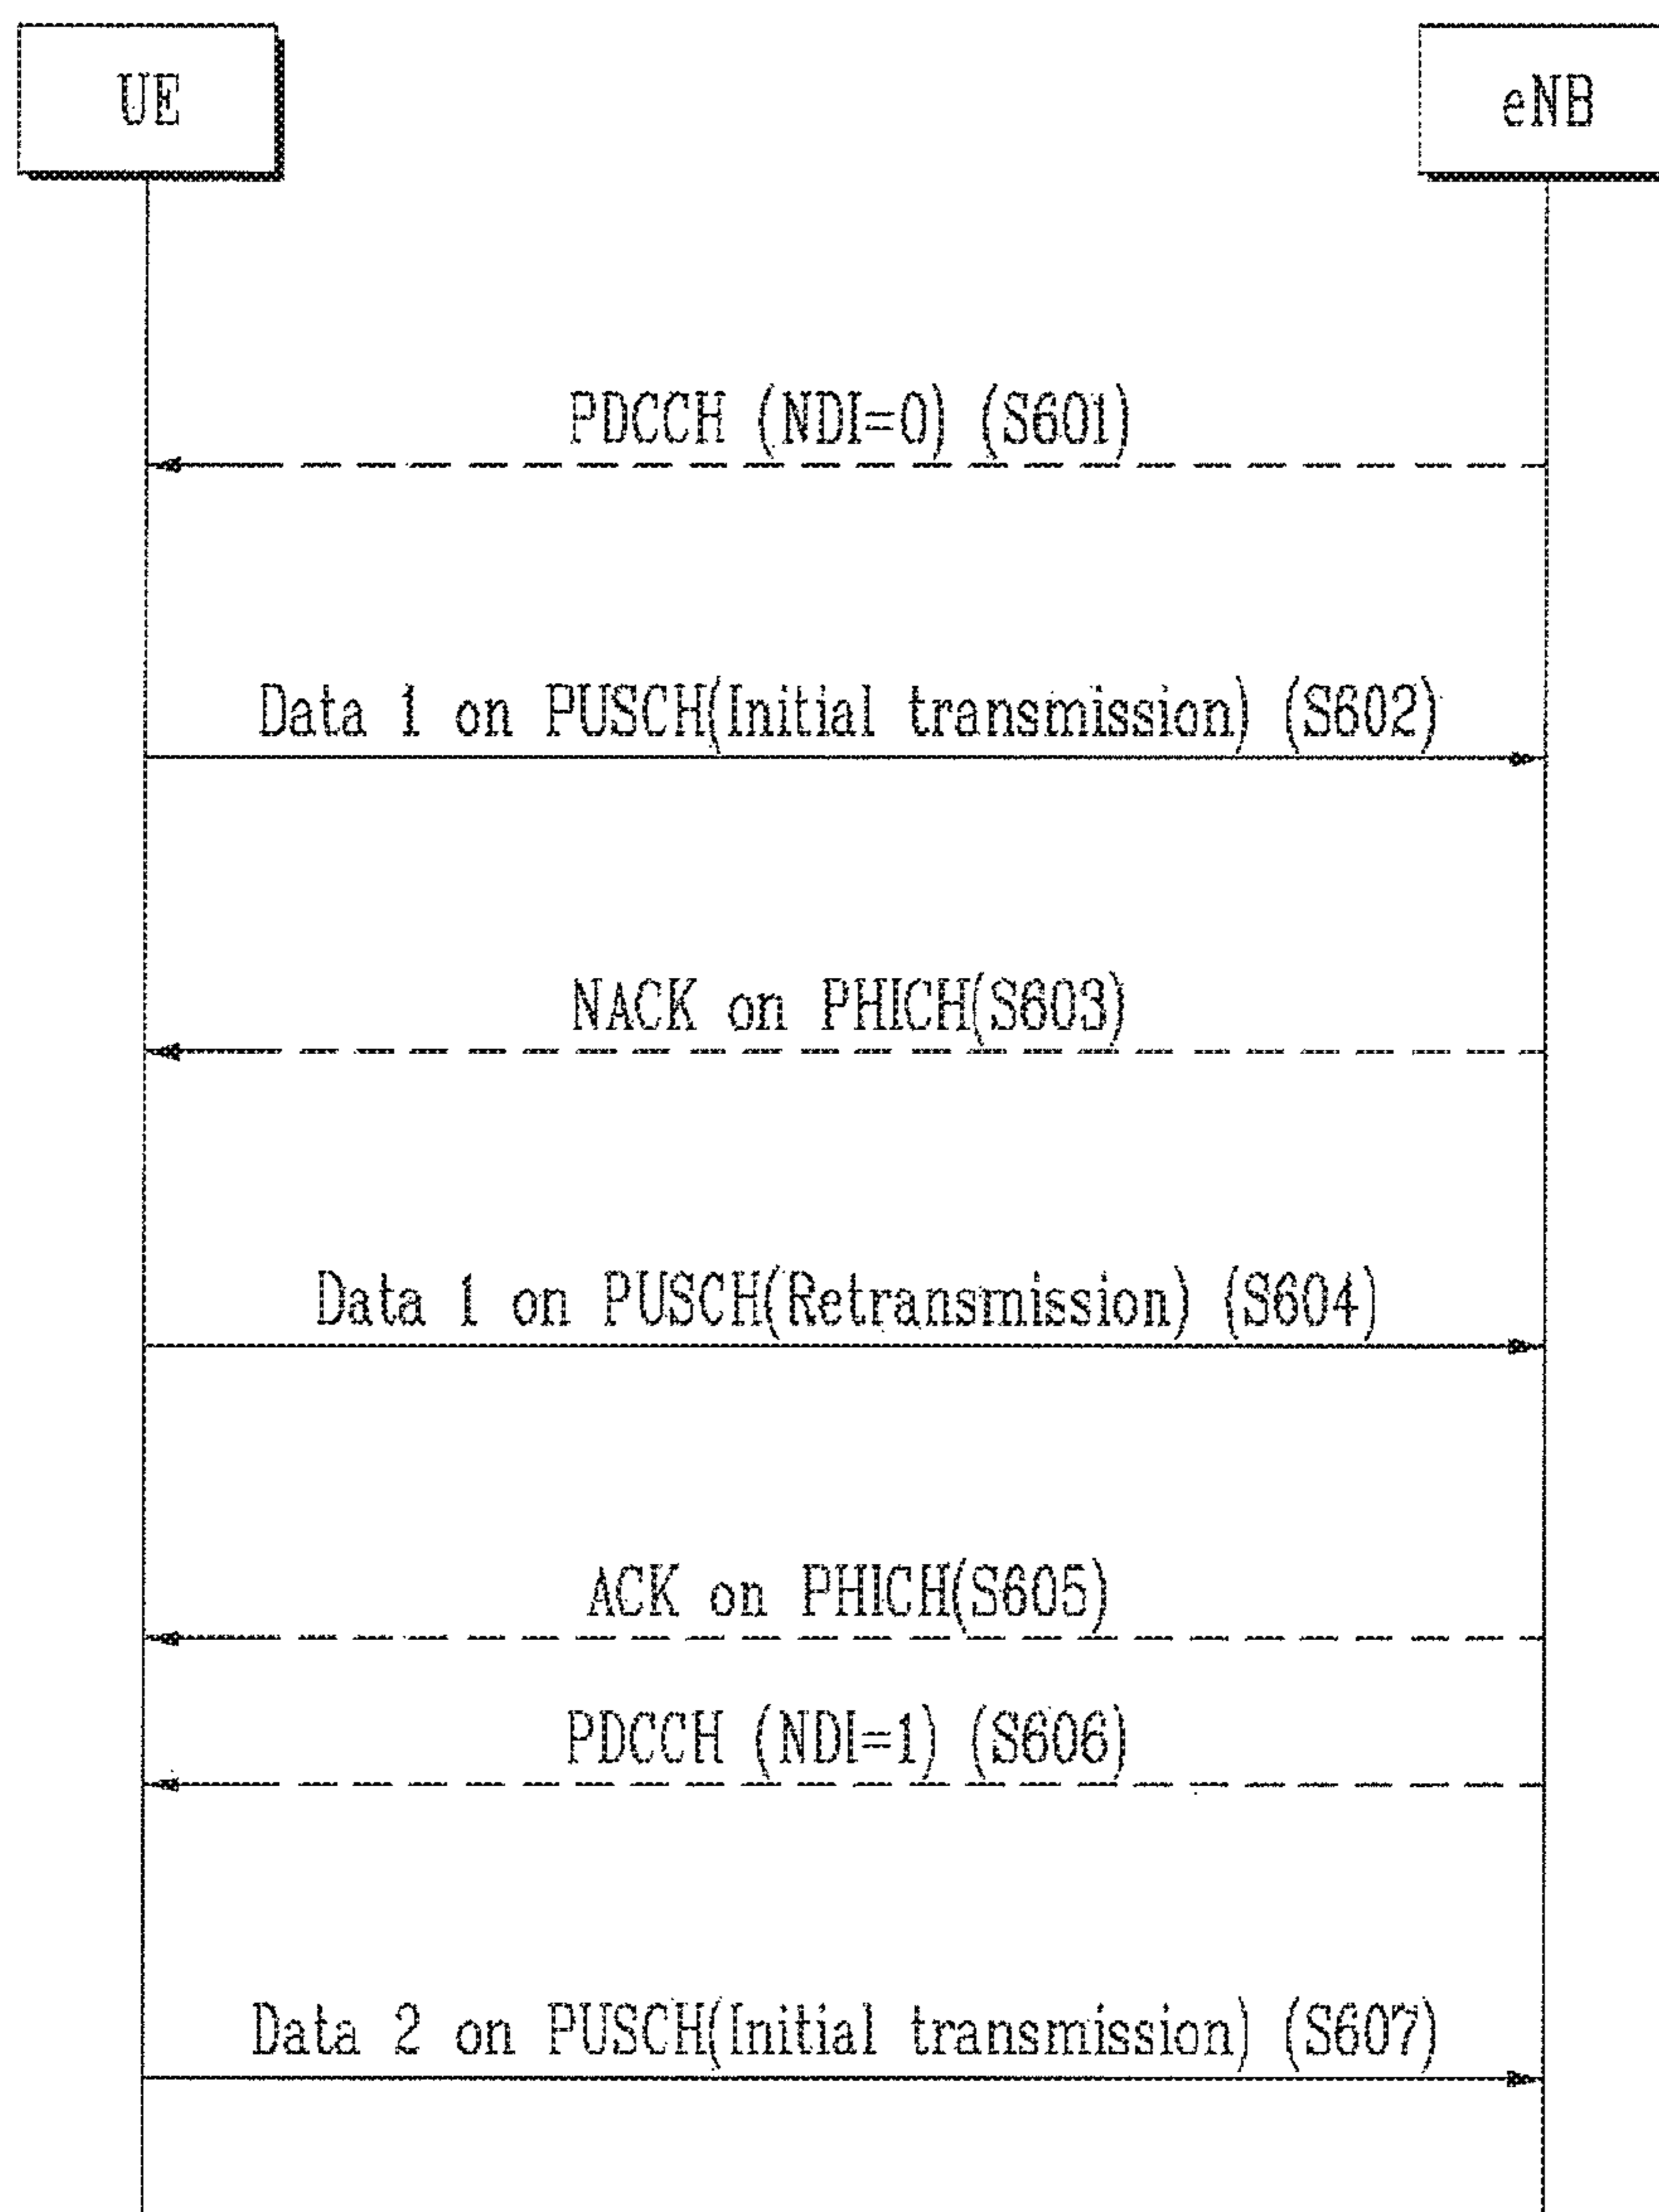 UE
eNB
PDCCH (NDI=0) (S601)
Data 1 on PUSCH(Initial transmission) (S602)
NACK on PHICH(S603)
Data 1 on PUSCH(Retransmission) (S604)
ACK on PHICH(S605)
PDCCH (NDI=1) (S606)
Data 2 on PUSCH(Initial transmission) (S607)